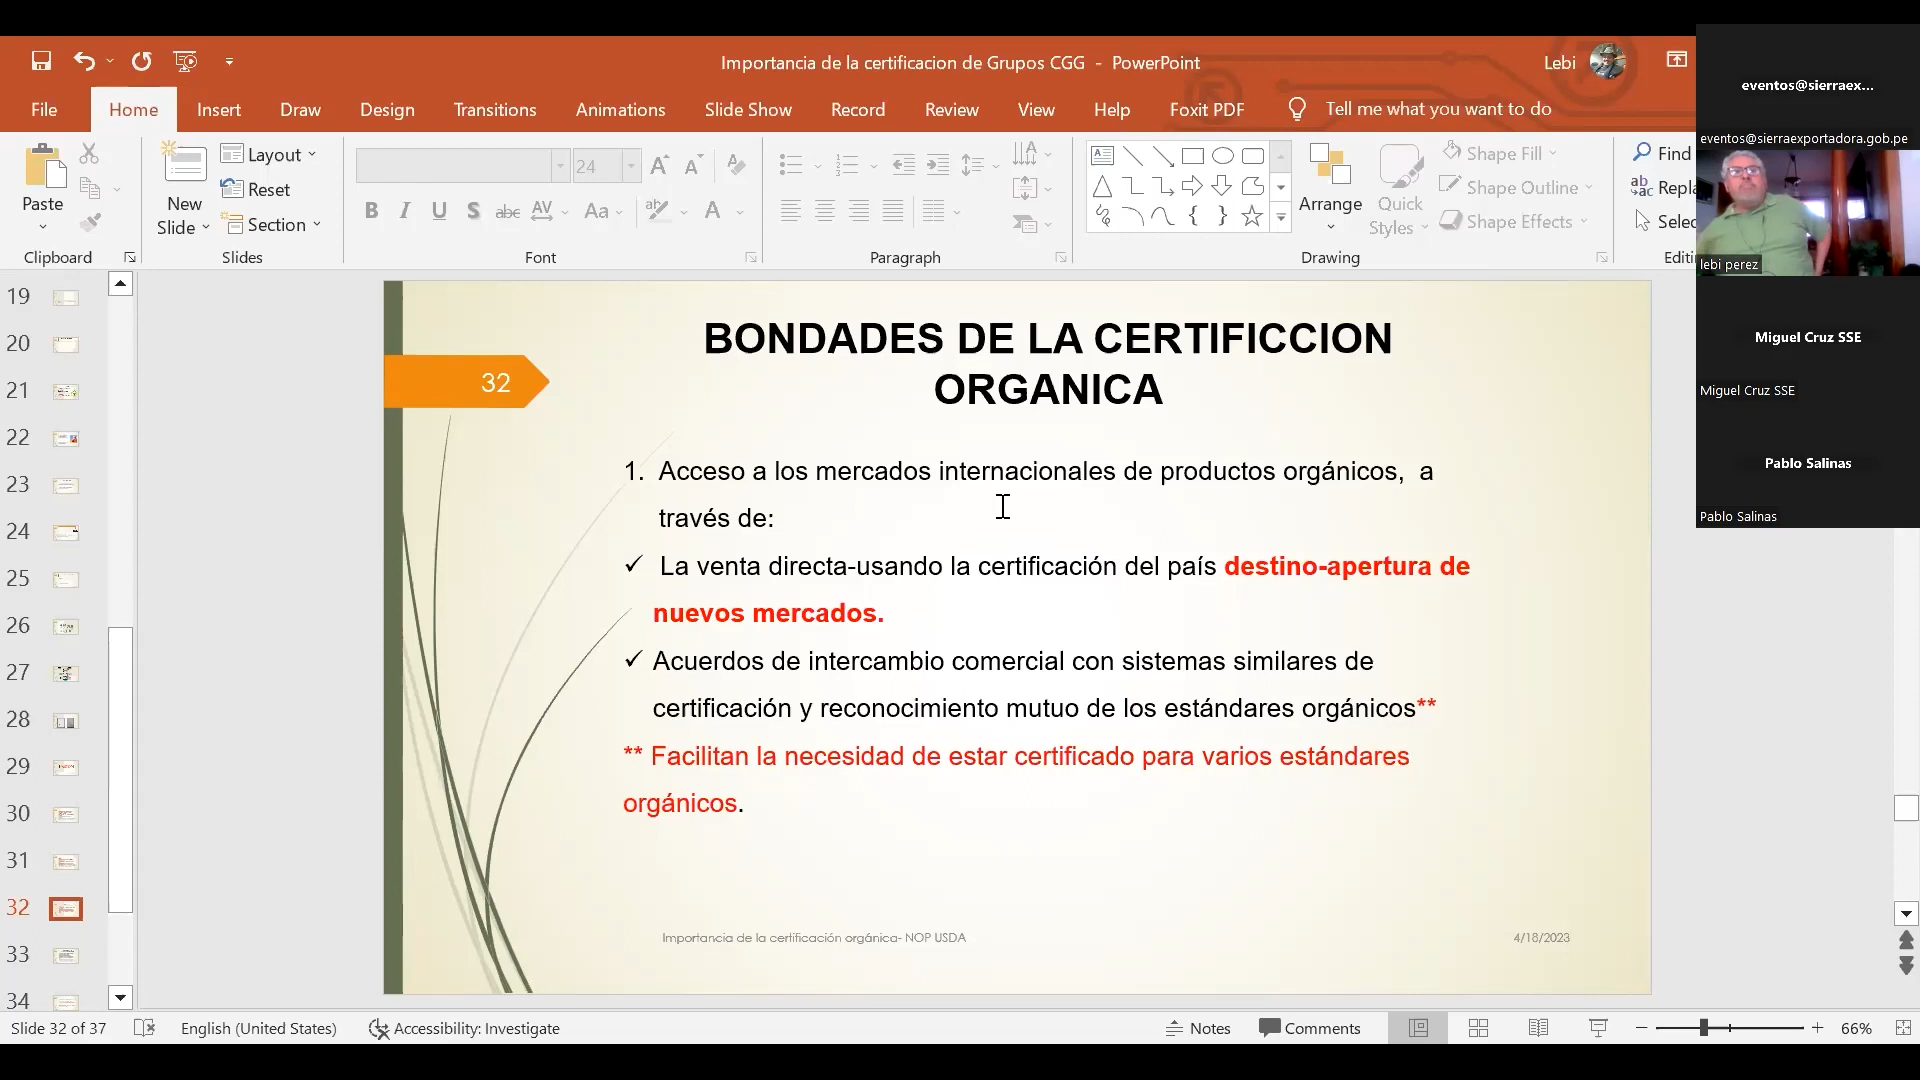 Importancia de la certificacion de Grupos CGG - PowerPoint
Lebi
File Home Insert Draw Design Transitions Animations Slide Show Record Review View Help Foxit PDF Tell me what you want to do
Paste
New
Slide
Layout
Reset
Section
24
Arrange
Quick
Styles
Shape Fill
Shape Outline
Shape Effects
Find
Repla
Selec
Clipboard Slides Font Paragraph Drawing Editi
eventos@sierraex...
eventos@sierraexportadora.gob.pe
lebi perez
Miguel Cruz SSE
Miguel Cruz SSE
Pablo Salinas
Pablo Salinas
19
20
21
22
23
24
25
26
27
28
29
30
31
32
33
34
BONDADES DE LA CERTIFICCION
ORGANICA
32
1. Acceso a los mercados internacionales de productos orgánicos, a
través de:
✓ La venta directa-usando la certificación del país destino-apertura de
nuevos mercados.
✓ Acuerdos de intercambio comercial con sistemas similares de
certificación y reconocimiento mutuo de los estándares orgánicos**
** Facilitan la necesidad de estar certificado para varios estándares
orgánicos.
Importancia de la certificación orgánica- NOP USDA
4/18/2023
Slide 32 of 37 English (United States) Accessibility: Investigate Notes Comments 66%